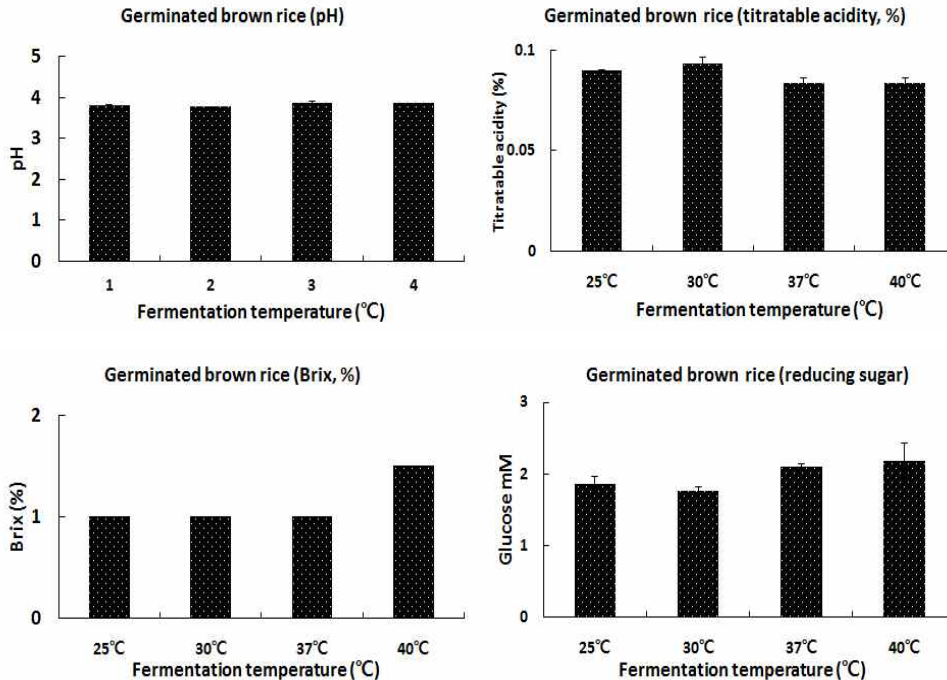 Germinated brown rice (pH)
5
4
3
2
1
0
pH
1 2 3 4
Fermentation temperature (℃)
Germinated brown rice (titratable acidity, %)
0.1
0.05
0
Titratable acidity (%)
25℃ 30℃ 37℃ 40℃
Fermentation temperature (℃)
Germinated brown rice (Brix, %)
2
1
0
Brix (%)
25℃ 30℃ 37℃ 40℃
Fermentation temperature (℃)
Germinated brown rice (reducing sugar)
3
2
1
0
Glucose mM
25℃ 30℃ 37℃ 40℃
Fermentation temperature (℃)